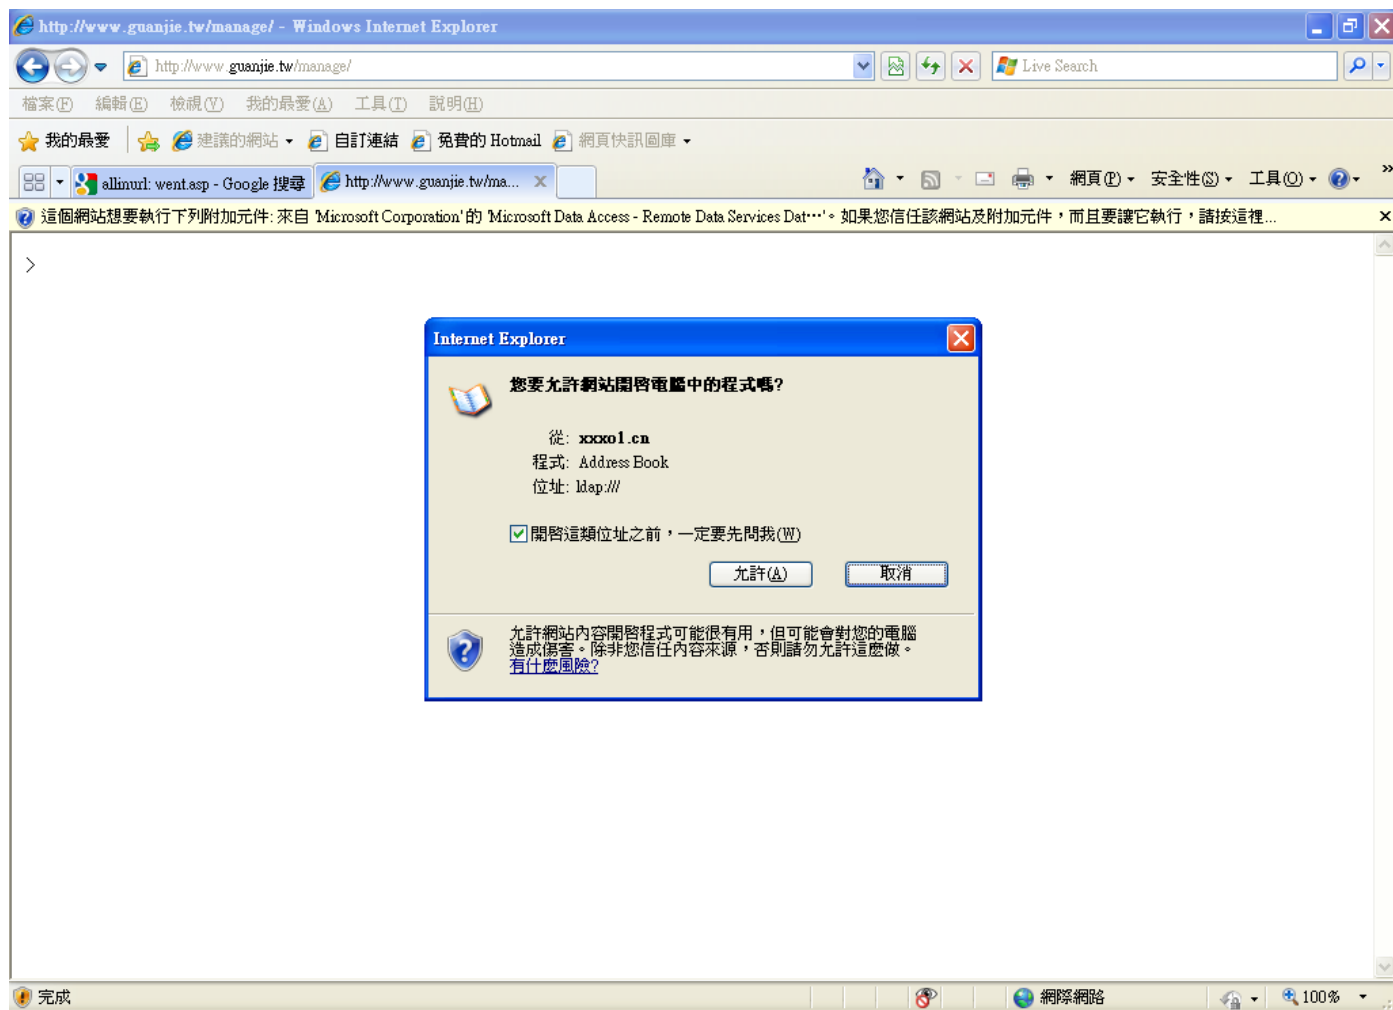 http://www.guanjie.tw/manage/ - Windows Internet Explorer
http://www.guanjie.tw/manage/
Live Search
檔案(F) 編輯(E) 檢視(V) 我的最愛(A) 工具(T) 說明(H)
我的最愛 建議的網站 自訂連結 免費的 Hotmail 網頁快訊圖庫
allinurl: went.asp - Google 搜尋 http://www.guanjie.tw/ma... 網頁(P) 安全性(S) 工具(O) »
這個網站想要執行下列附加元件: 來自 'Microsoft Corporation' 的 'Microsoft Data Access - Remote Data Services Dat…'。如果您信任該網站及附加元件，而且要讓它執行，請按這裡...
>
Internet Explorer
您要允許網站開啟電腦中的程式嗎?
從: xxxo1.cn
程式: Address Book
位址: ldap:///
開啟這類位址之前，一定要先問我(W)
允許(A) 取消
允許網站內容開啟程式可能很有用，但可能會對您的電腦
造成傷害。除非您信任內容來源，否則請勿允許這麼做。
有什麼風險?
完成 網際網路 100%